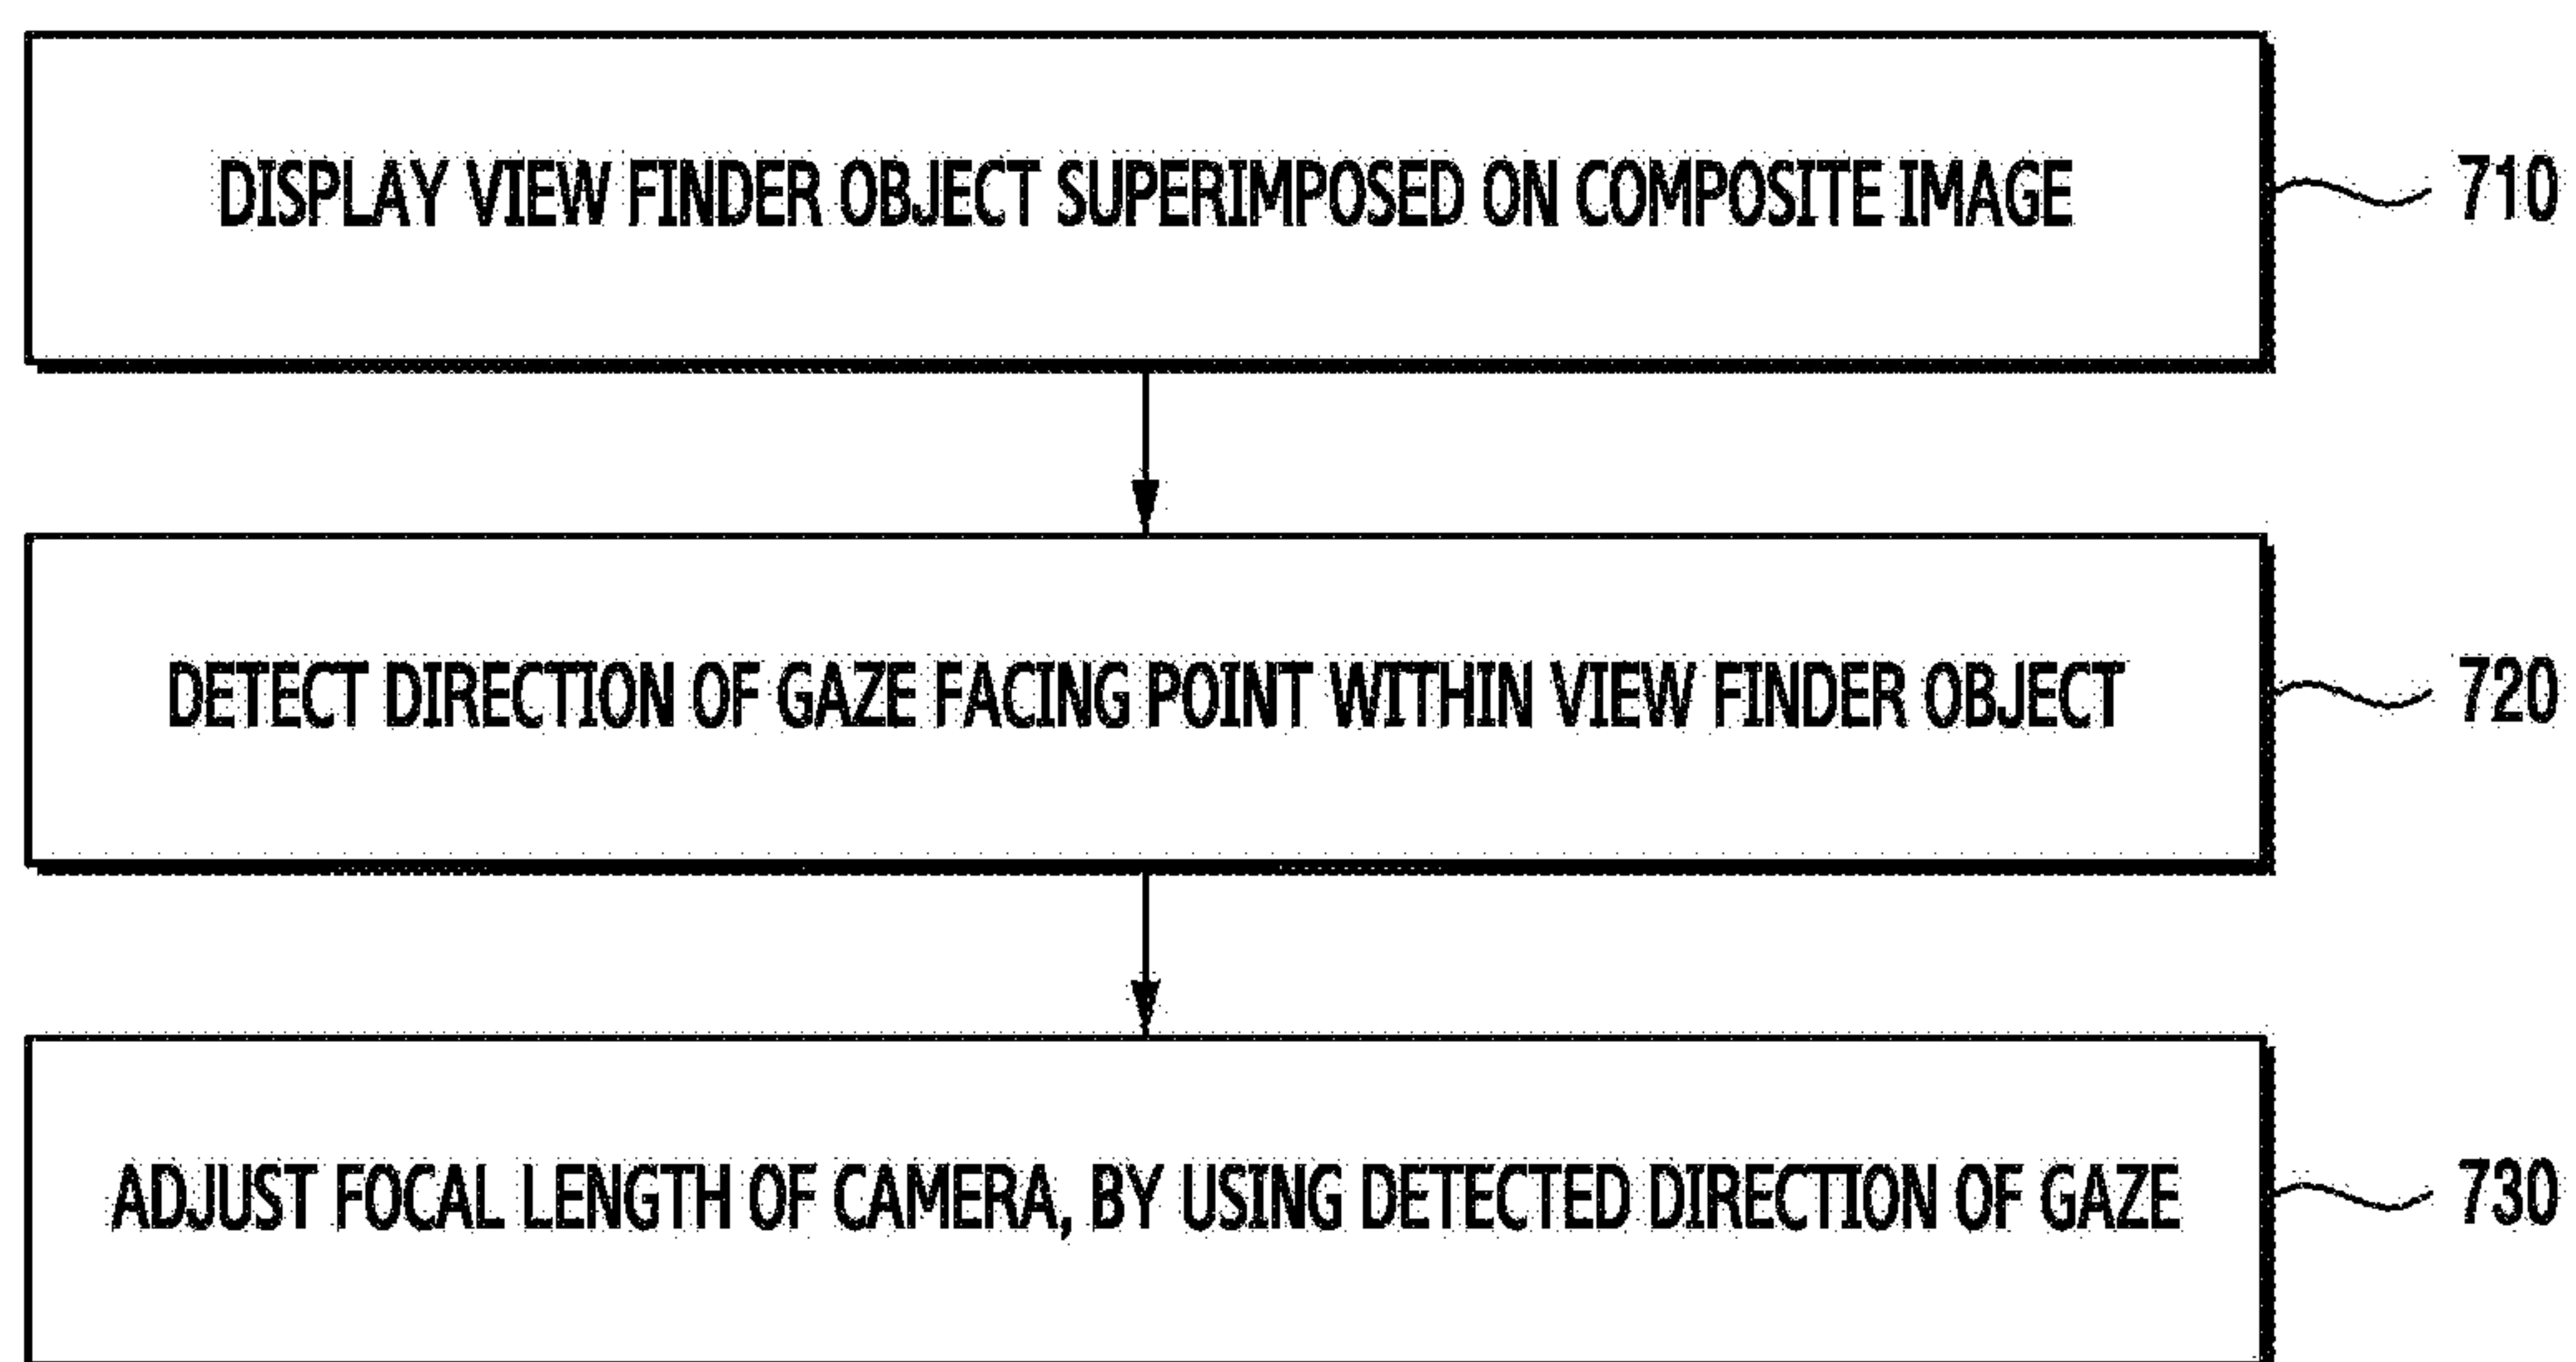 DISPLAY VIEW FINDER OBJECT SUPERIMPOSED ON COMPOSITE IMAGE 710
DETECT DIRECTION OF GAZE FACING POINT WITHIN VIEW FINDER OBJECT 720
ADJUST FOCAL LENGTH OF CAMERA, BY USING DETECTED DIRECTION OF GAZE 730